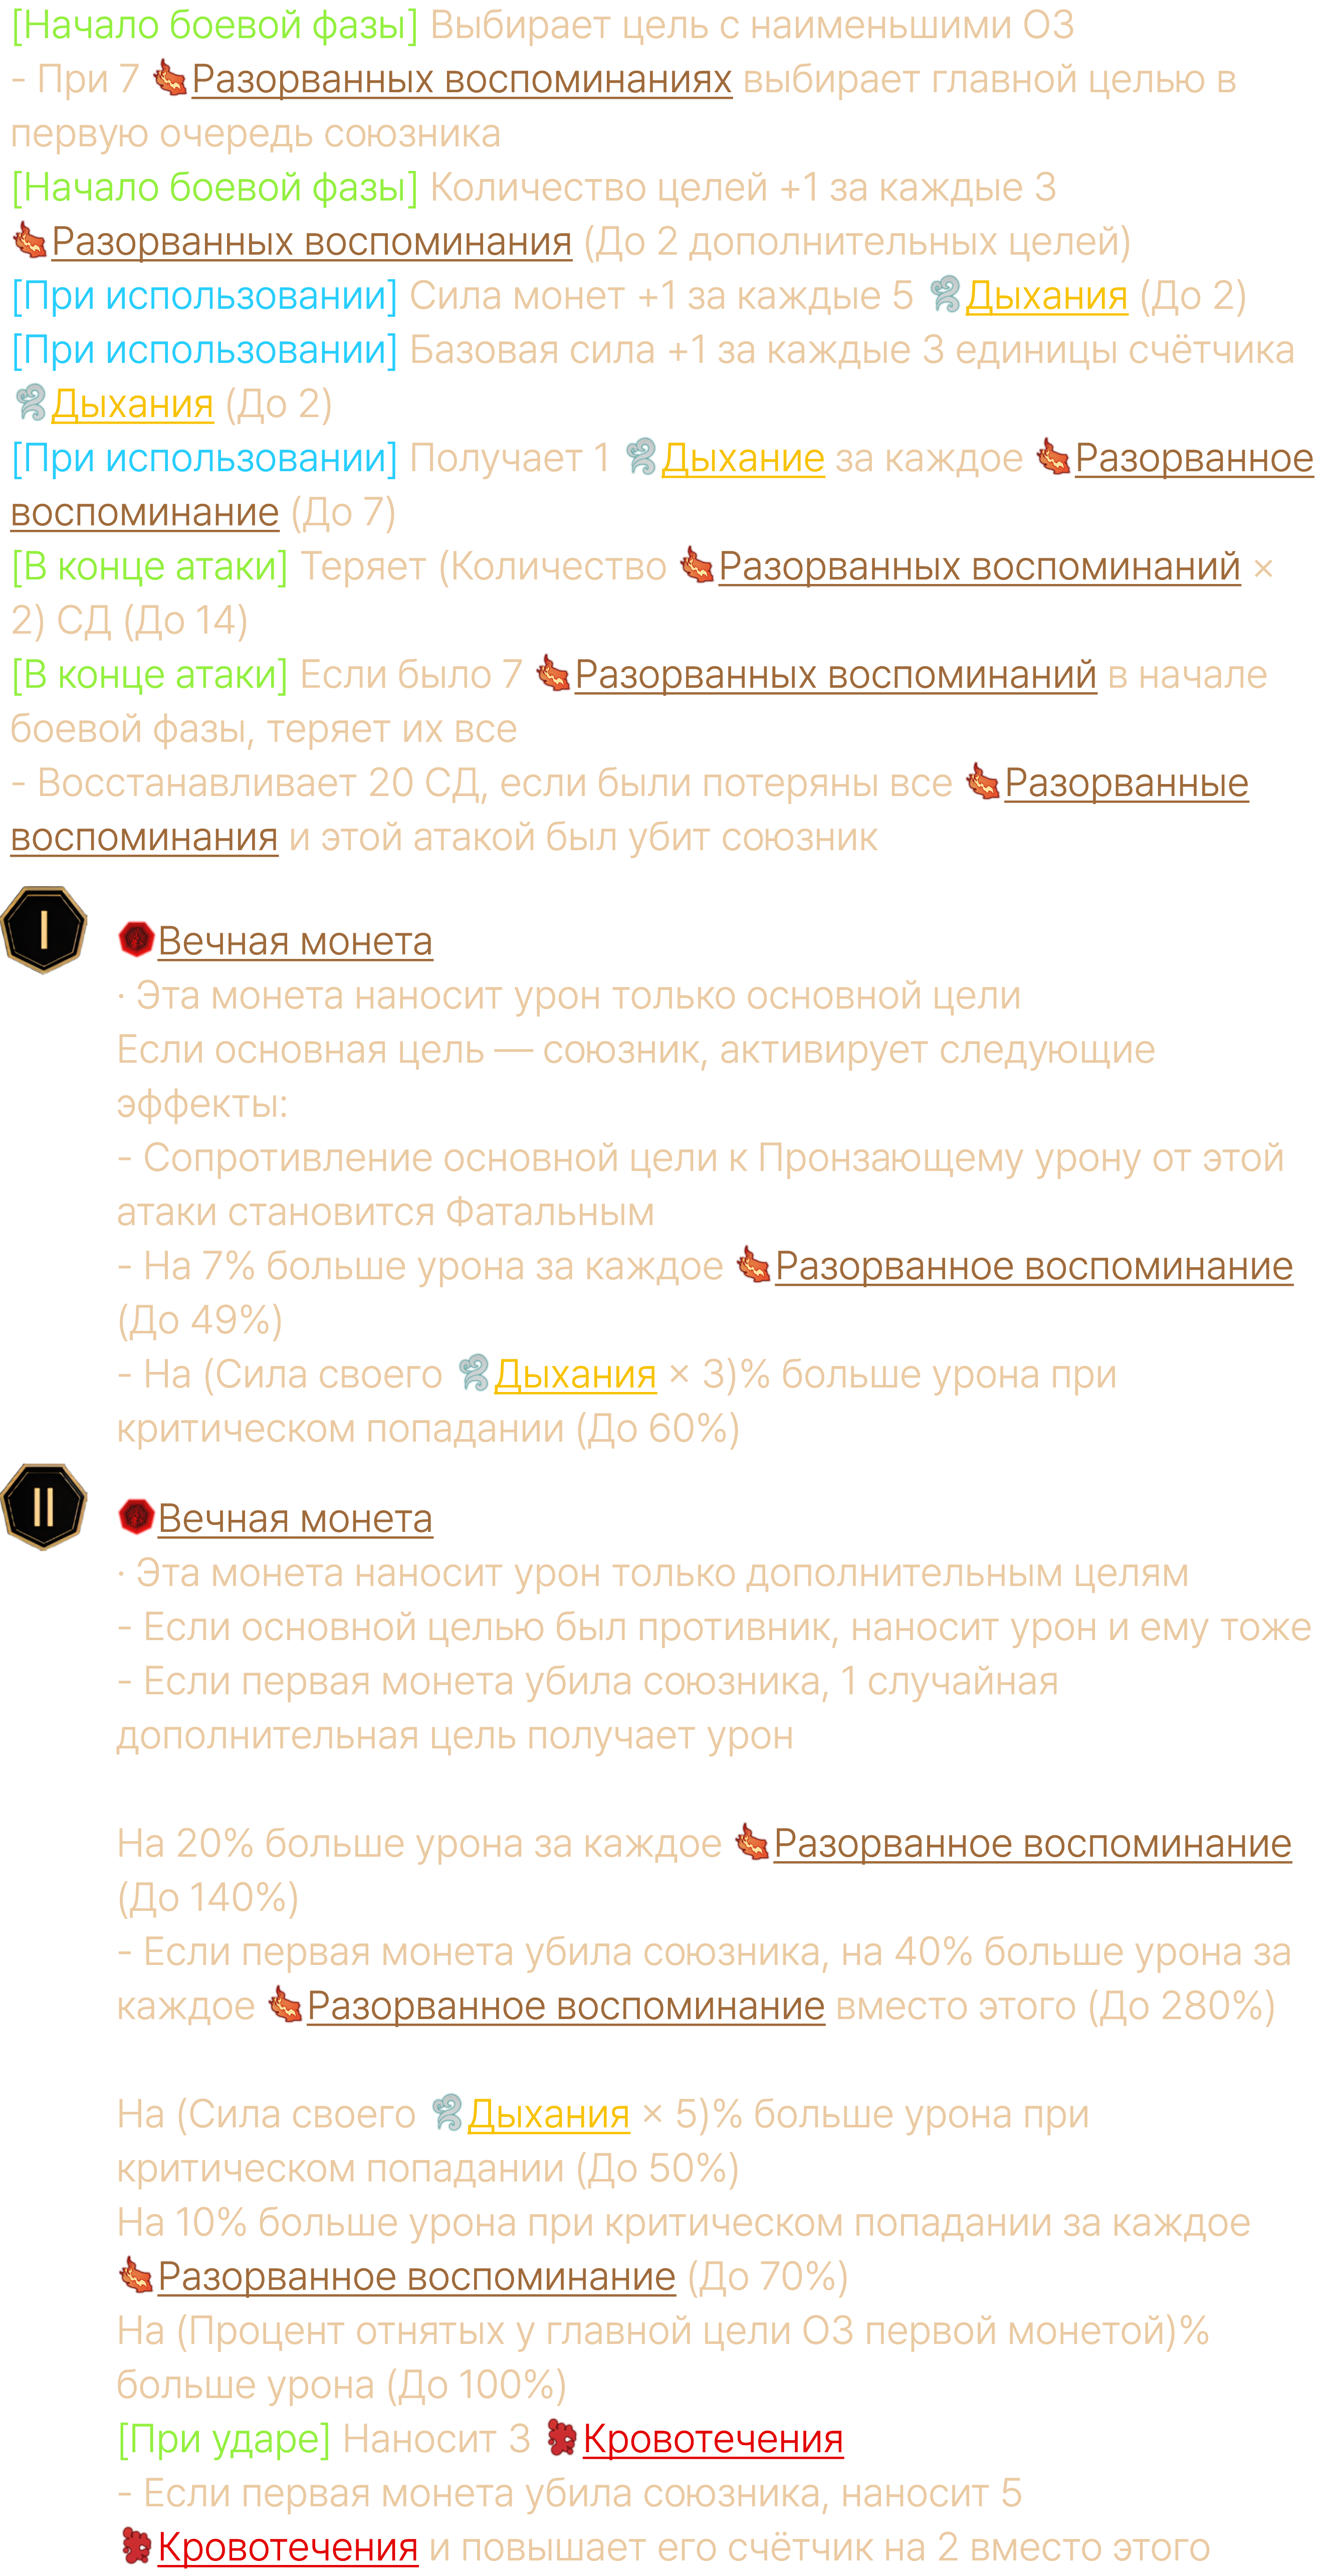 [Начало боевой фазы] Выбирает цель с наименьшими ОЗ
- При 7 Разорванных воспоминаниях выбирает главной целью в
первую очередь союзника
[Начало боевой фазы] Количество целей +1 за каждые 3
Разорванных воспоминания (До 2 дополнительных целей)
[При использовании] Сила монет +1 за каждые 5 Дыхания (До 2)
[При использовании] Базовая сила +1 за каждые 3 единицы счётчика
Дыхания (До 2)
[При использовании] Получает 1 Дыхание за каждое Разорванное
воспоминание (До 7)
[В конце атаки] Теряет (Количество Разорванных воспоминаний ×
2) СД (До 14)
[В конце атаки] Если было 7 Разорванных воспоминаний в начале
боевой фазы, теряет их все
- Восстанавливает 20 СД, если были потеряны все Разорванные
воспоминания и этой атакой был убит союзник
I
Вечная монета
· Эта монета наносит урон только основной цели
Если основная цель — союзник, активирует следующие
эффекты:
- Сопротивление основной цели к Пронзающему урону от этой
атаки становится Фатальным
- На 7% больше урона за каждое Разорванное воспоминание
(До 49%)
- На (Сила своего Дыхания × 3)% больше урона при
критическом попадании (До 60%)
II
Вечная монета
· Эта монета наносит урон только дополнительным целям
- Если основной целью был противник, наносит урон и ему тоже
- Если первая монета убила союзника, 1 случайная
дополнительная цель получает урон
На 20% больше урона за каждое Разорванное воспоминание
(До 140%)
- Если первая монета убила союзника, на 40% больше урона за
каждое Разорванное воспоминание вместо этого (До 280%)
На (Сила своего Дыхания × 5)% больше урона при
критическом попадании (До 50%)
На 10% больше урона при критическом попадании за каждое
Разорванное воспоминание (До 70%)
На (Процент отнятых у главной цели ОЗ первой монетой)%
больше урона (До 100%)
[При ударе] Наносит 3 Кровотечения
- Если первая монета убила союзника, наносит 5
Кровотечения и повышает его счётчик на 2 вместо этого